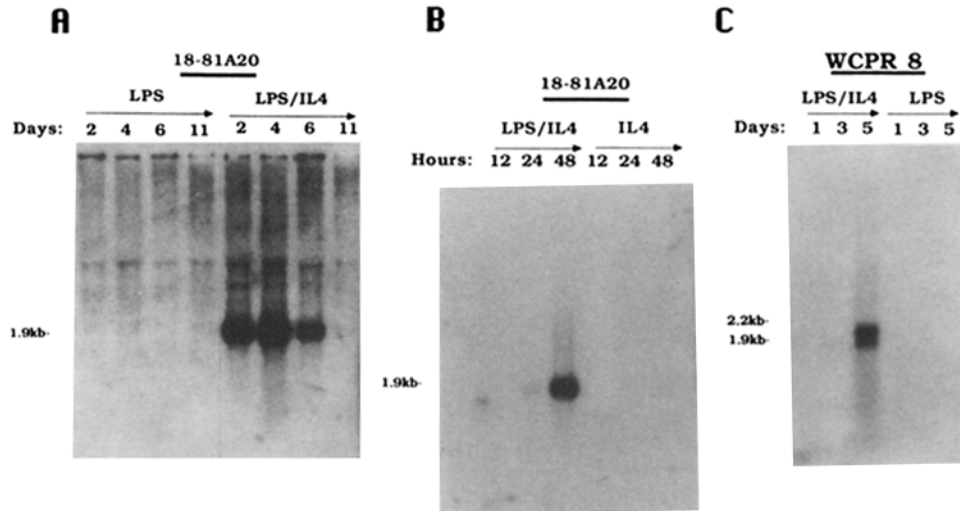 A
18-81A20
LPS
LPS/IL4
Days: 2 4 6 11 2 4 6 11
1.9kb-
B
18-81A20
LPS/IL4 IL4
Hours: 12 24 48 12 24 48
1.9kb-
C
WCPR 8
LPS/IL4 LPS
Days: 1 3 5 1 3 5
2.2kb-
1.9kb-